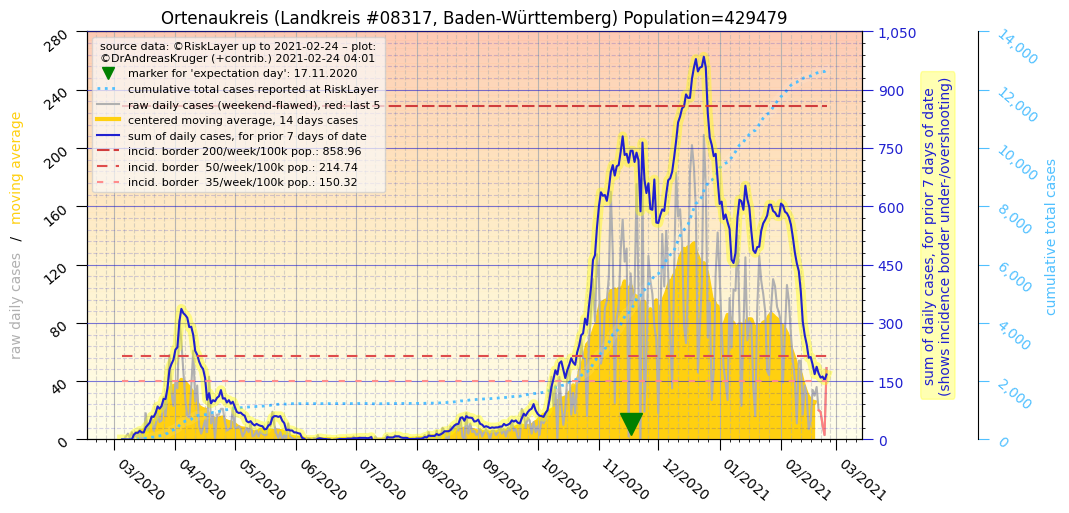 Ortenaukreis (Landkreis #08317, Baden-Württemberg) Population=429479
source data: ©RiskLayer up to 2021-02-24 – plot:
©DrAndreasKruger (+contrib.) 2021-02-24 04:01
marker for 'expectation day': 17.11.2020
cumulative total cases reported at RiskLayer
raw daily cases (weekend-flawed), red: last 5
centered moving average, 14 days cases
sum of daily cases, for prior 7 days of date
incid. border 200/week/100k pop.: 858.96
incid. border  50/week/100k pop.: 214.74
incid. border  35/week/100k pop.: 150.32
raw daily cases / moving average
280
240
200
160
120
80
40
0
1,050
900
750
600
450
300
150
0
sum of daily cases, for prior 7 days of date
(shows incidence border under-/overshooting)
14,000
12,000
10,000
8,000
6,000
4,000
2,000
0
cumulative total cases
03/2020
04/2020
05/2020
06/2020
07/2020
08/2020
09/2020
10/2020
11/2020
12/2020
01/2021
02/2021
03/2021